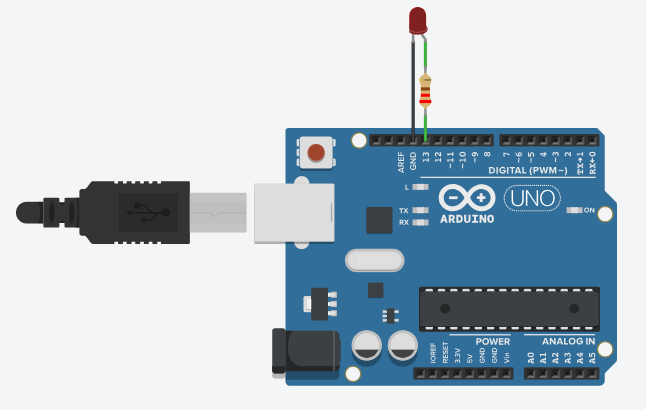 AREF
GND
13
12
~11
~10
~9
8
7
~6
~5
4
~3
2
TX→1
RX←0
DIGITAL (PWM~)
L
TX
RX
ARDUINO
UNO
ON
POWER
ANALOG IN
IOREF
RESET
3.3V
5V
GND
GND
Vin
A0
A1
A2
A3
A4
A5